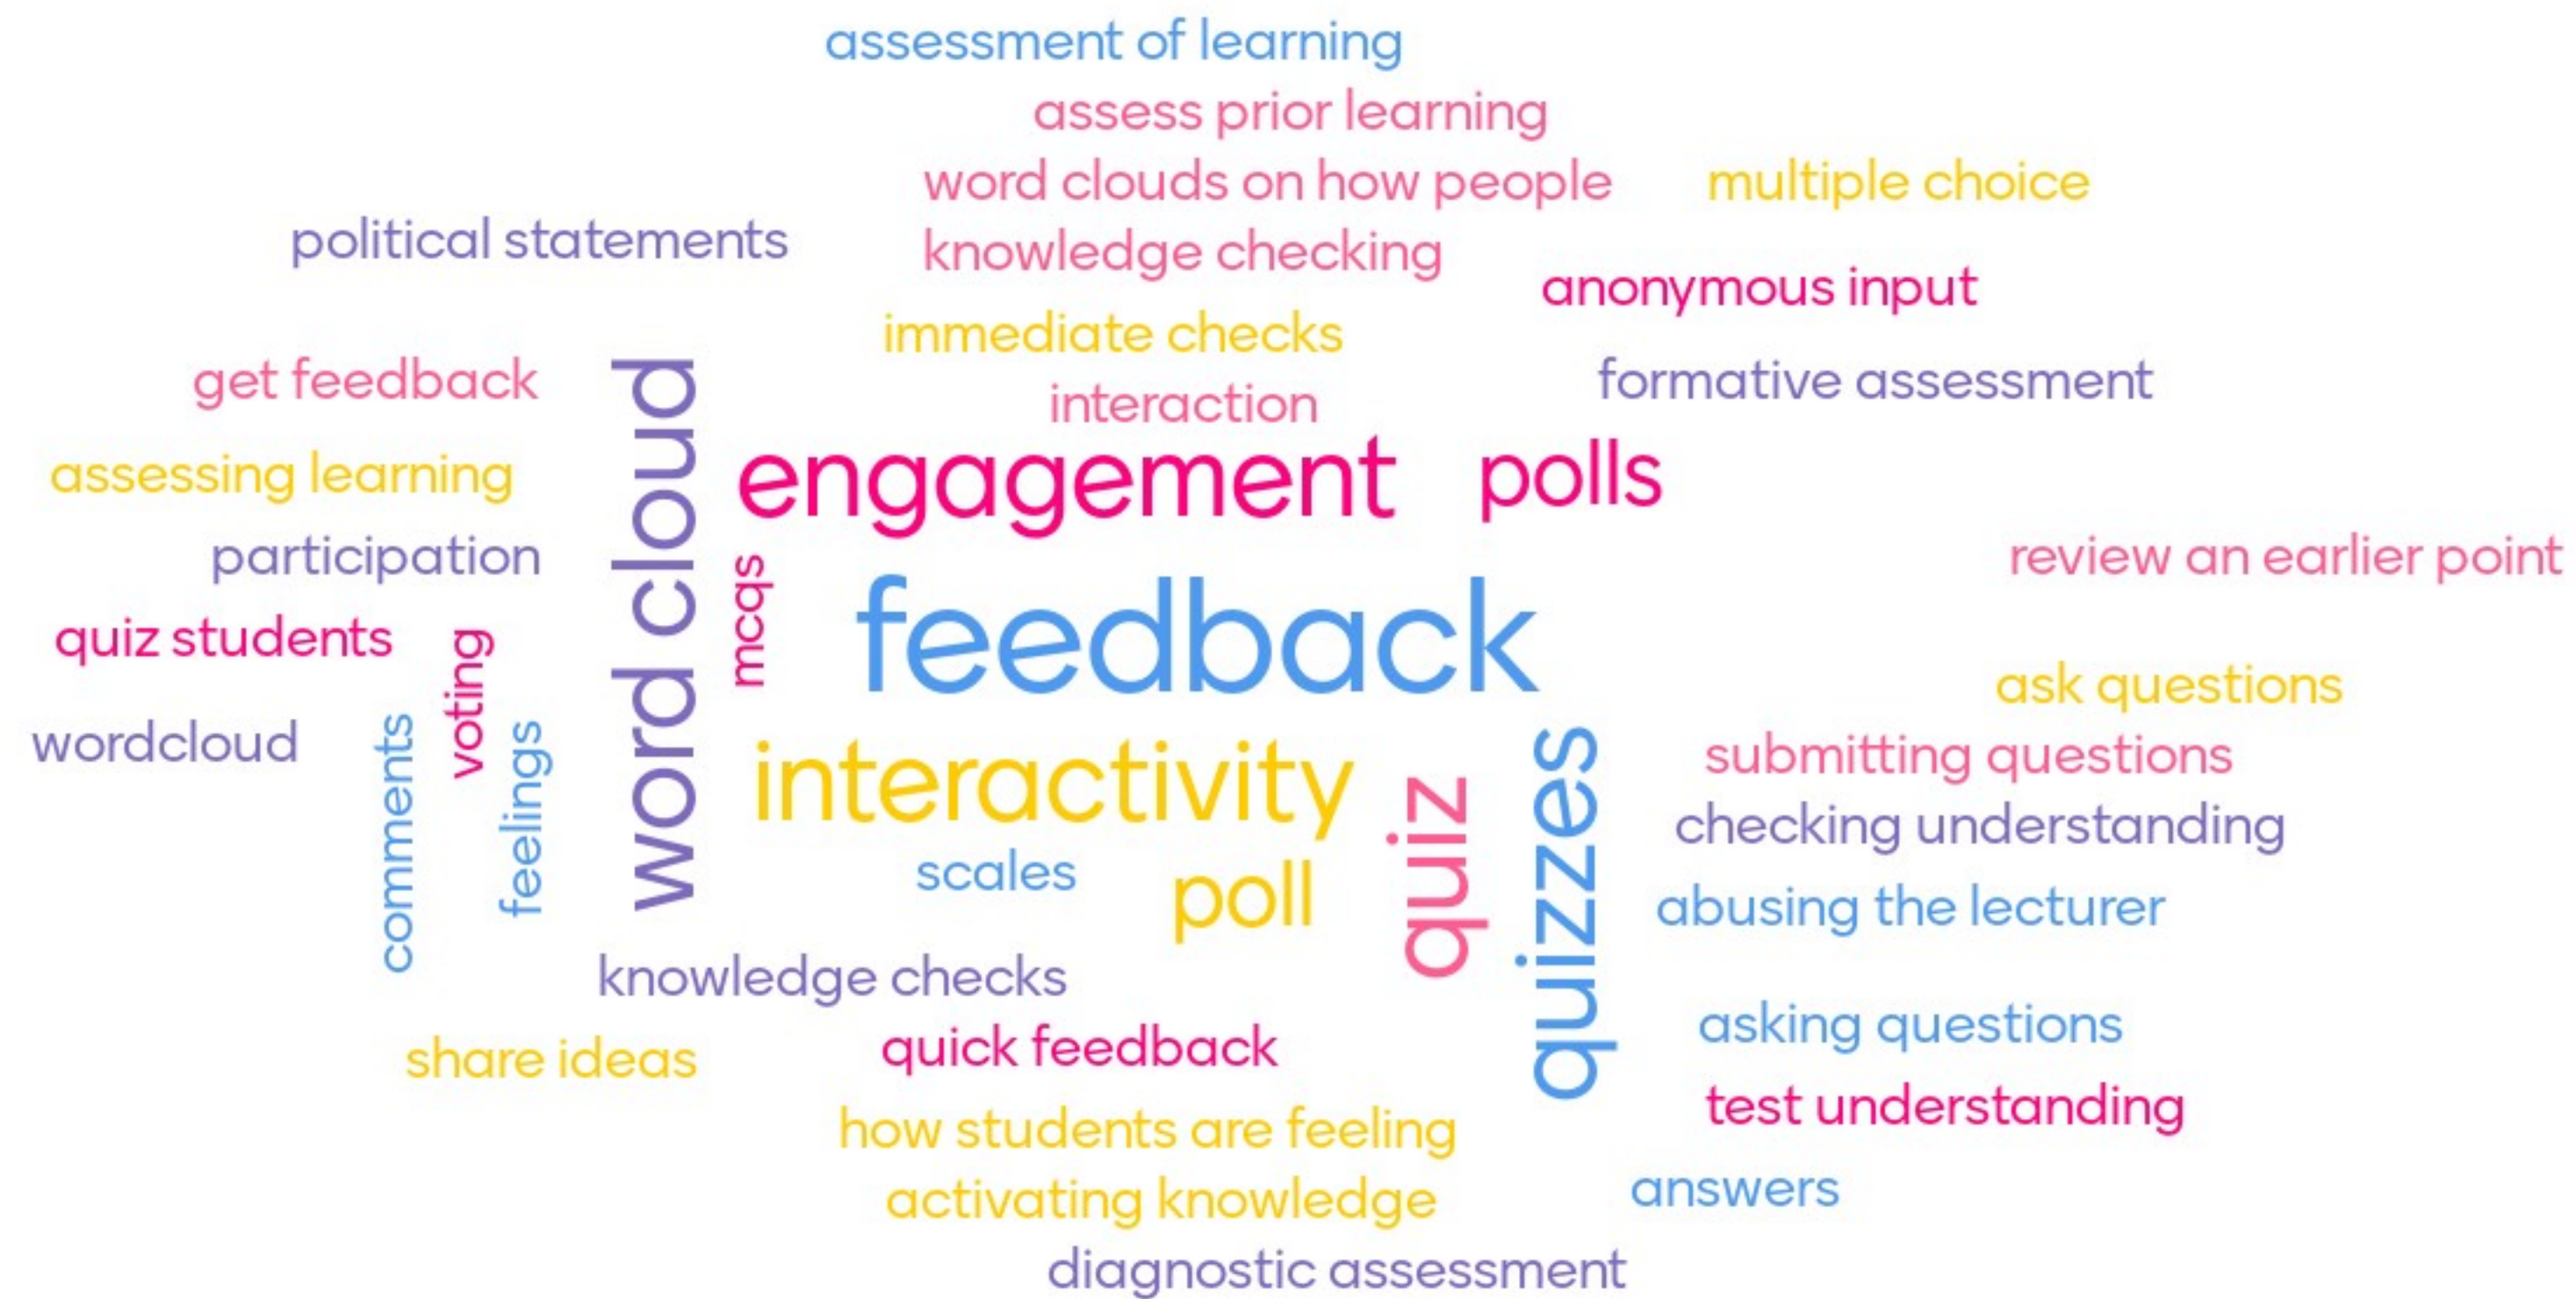 assessment of learning
assess prior learning
word clouds on how people
multiple choice
political statements
knowledge checking
anonymous input
immediate checks
get feedback
formative assessment
interaction
word cloud
engagement
polls
assessing learning
participation
review an earlier point
mcqs
feedback
quiz students
voting
ask questions
wordcloud
comments
feelings
interactivity
quiz
quizzes
submitting questions
checking understanding
scales
poll
abusing the lecturer
knowledge checks
asking questions
share ideas
quick feedback
test understanding
how students are feeling
activating knowledge
answers
diagnostic assessment